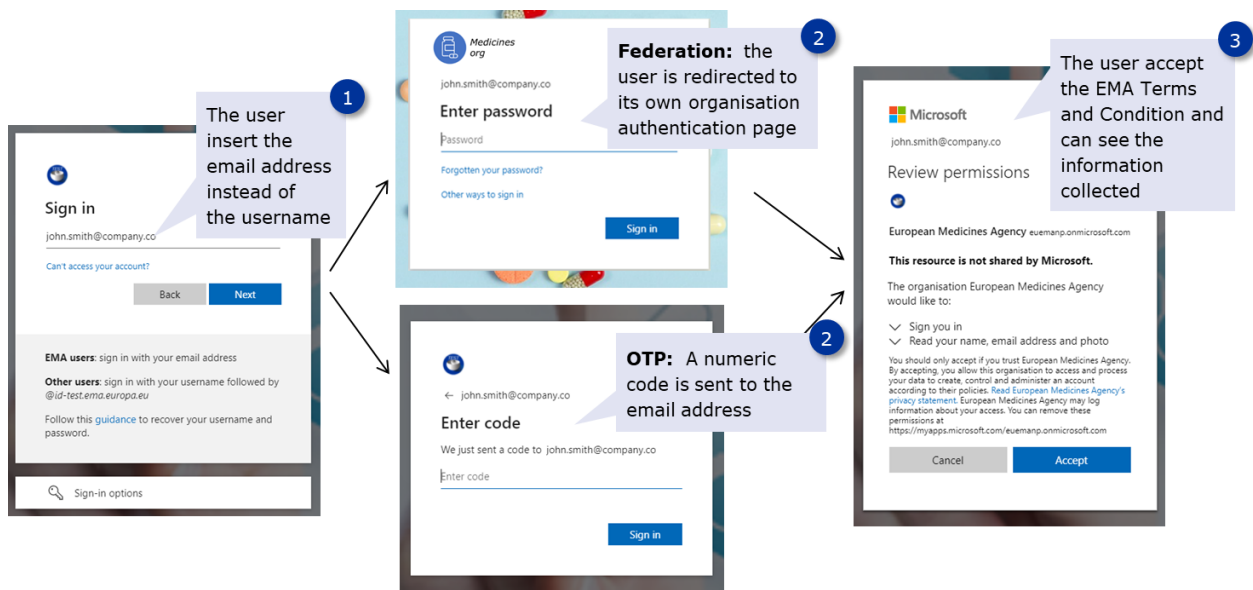 1
The user
insert the
email address
instead of
the username
Sign in
john.smith@company.co
Can't access your account?
Back
Next
EMA users: sign in with your email address
Other users: sign in with your username followed by
@id-test.ema.europa.eu
Follow this guidance to recover your username and
password.
Sign-in options
2
Medicines
org
Federation: the
user is redirected to
its own organisation
authentication page
john.smith@company.co
Enter password
Password
Forgotten your password?
Other ways to sign in
Sign in
2
OTP: A numeric
code is sent to the
email address
← john.smith@company.co
Enter code
We just sent a code to john.smith@company.co
Enter code
Sign in
3
The user accept
the EMA Terms
and Condition and
can see the
information
collected
Microsoft
john.smith@company.co
Review permissions
European Medicines Agency euemanp.onmicrosoft.com
This resource is not shared by Microsoft.
The organisation European Medicines Agency
would like to:
Sign you in
Read your name, email address and photo
You should only accept if you trust European Medicines Agency.
By accepting, you allow this organisation to access and process
your data to create, control and administer an account
according to their policies. Read European Medicines Agency's
privacy statement. European Medicines Agency may log
information about your access. You can remove these
permissions at
https://myapps.microsoft.com/euemanp.onmicrosoft.com
Cancel
Accept